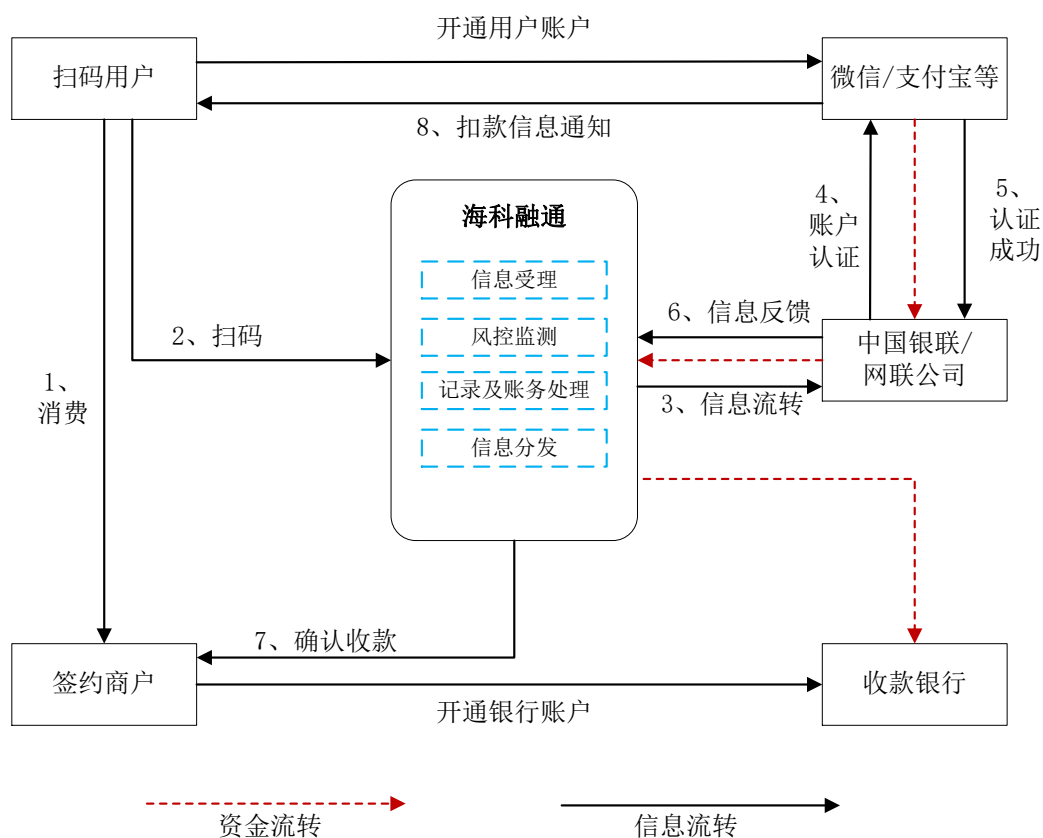 开通用户账户
扫码用户
微信/支付宝等
8、扣款信息通知
海科融通
4、
账户
认证
5、
认证
成功
信息受理
6、信息反馈
风控监测
2、扫码
中国银联/
网联公司
1、
消费
记录及账务处理
3、信息流转
信息分发
7、确认收款
签约商户
收款银行
开通银行账户
资金流转
信息流转